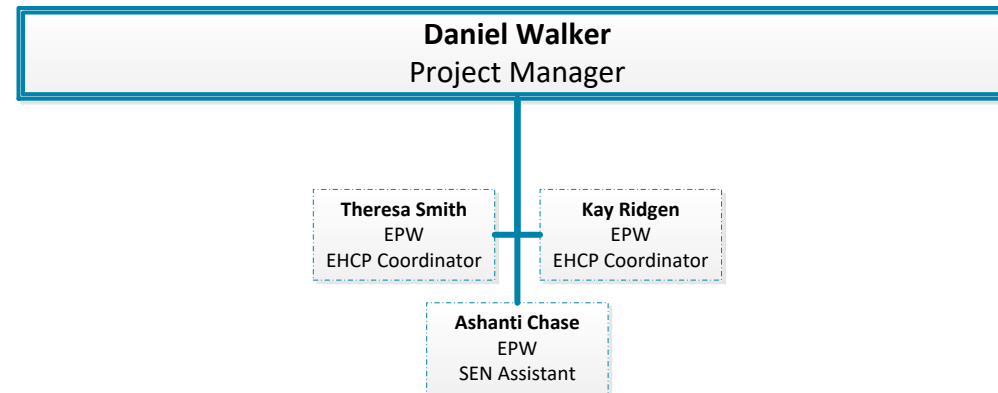 Daniel Walker
Project Manager
Theresa Smith
EPW
EHCP Coordinator
Kay Ridgen
EPW
EHCP Coordinator
Ashanti Chase
EPW
SEN Assistant